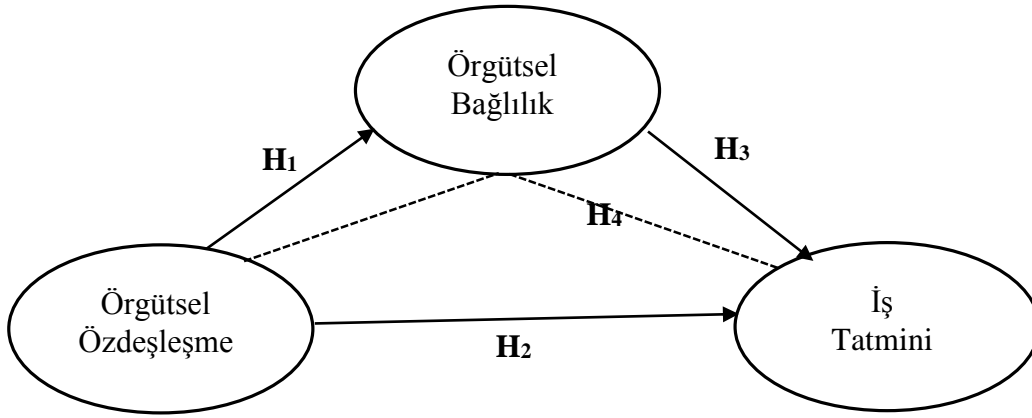 Örgütsel
Bağlılık
H1
H3
H4
Örgütsel
Özdeşleşme
H2
İş
Tatmini